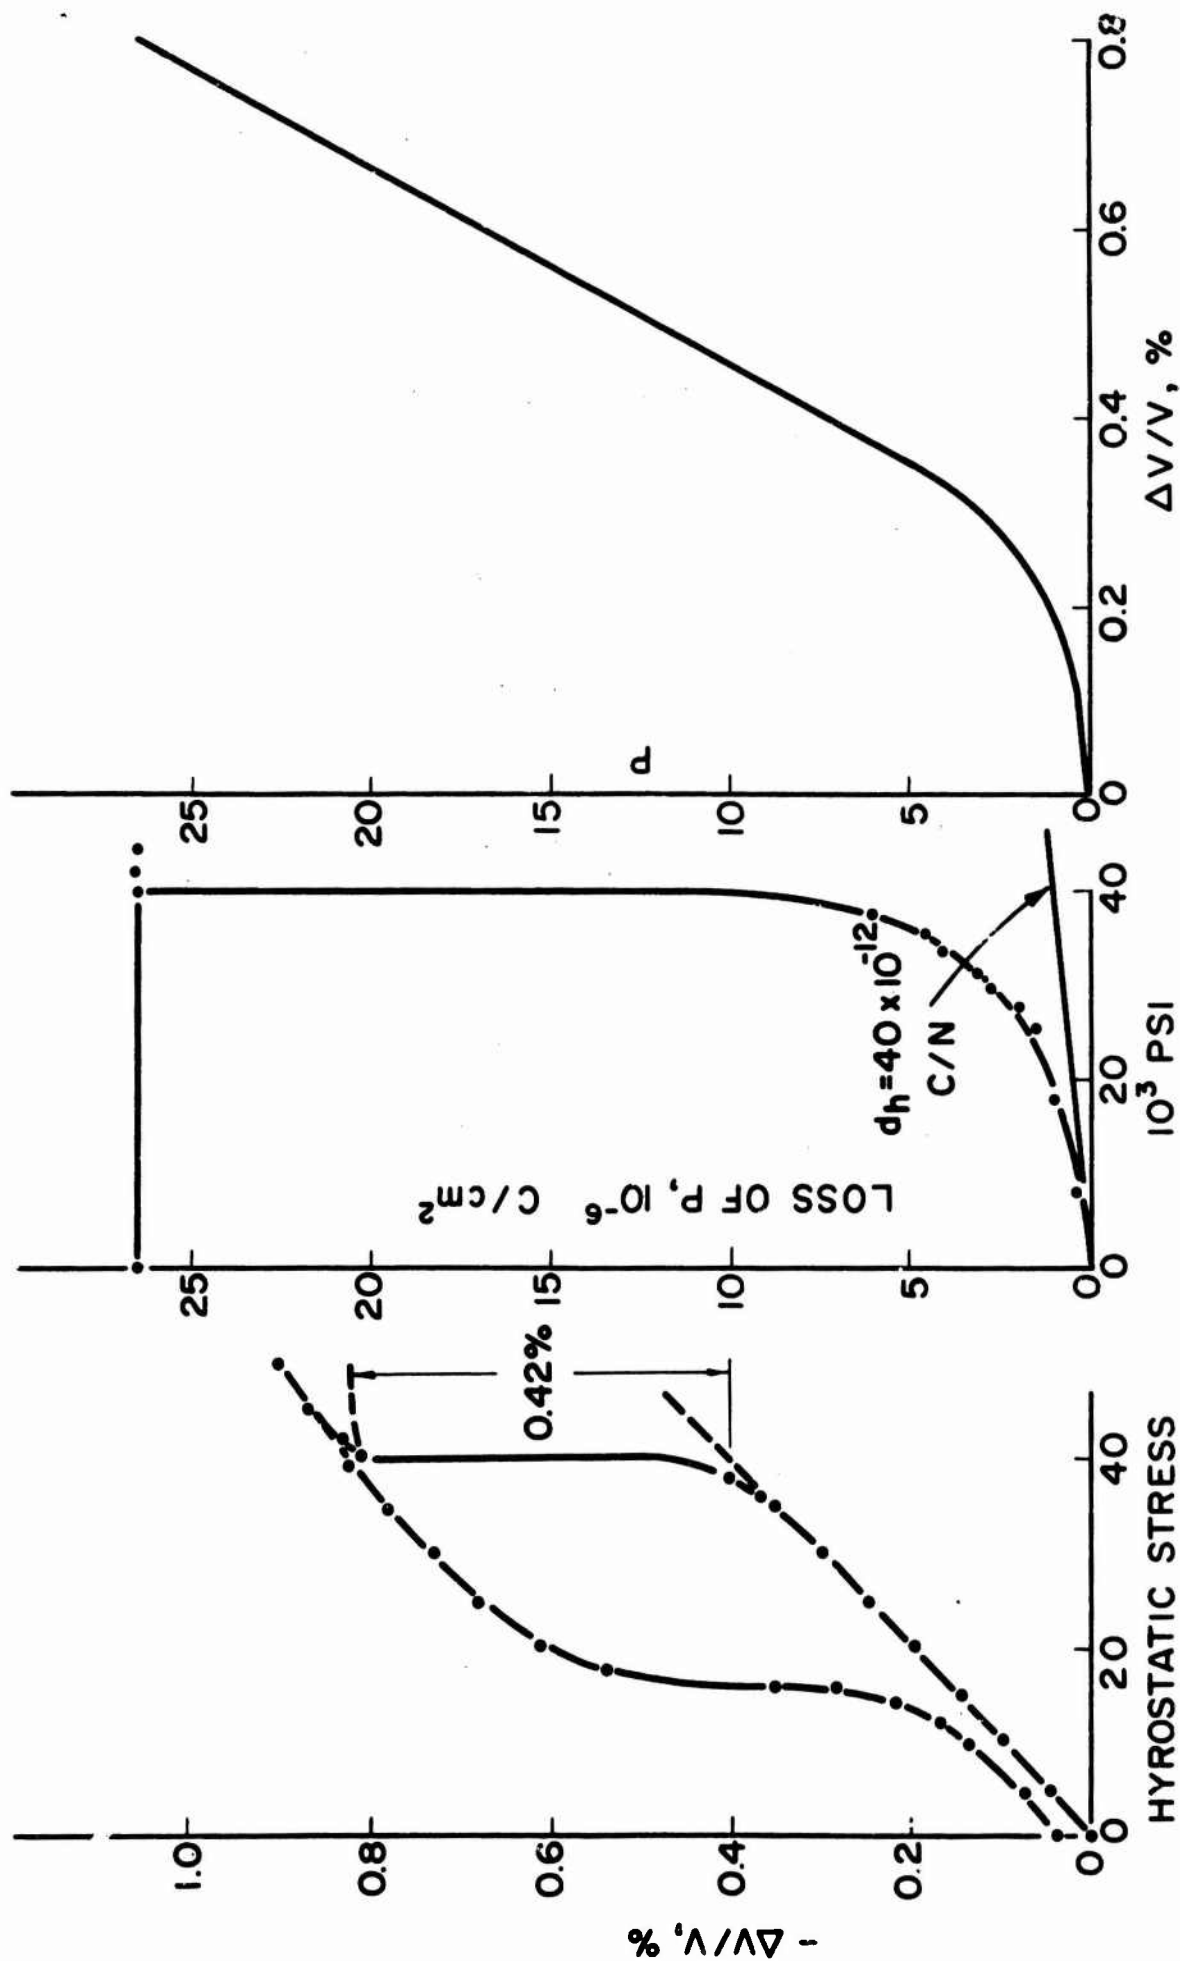 - ΔV/V, %
1.0
0.8
0.6
0.4
0.2
0
0 20 40
HYROSTATIC STRESS
0.42%
25
20
15
10
5
0
LOSS OF P, 10⁻⁶ C/cm²
dₕ=40 x 10⁻¹²
C/N
0 20 40
10³ PSI
25
20
15
10
5
0
P
0 0.2 0.4 0.6 0.8
ΔV/V, %